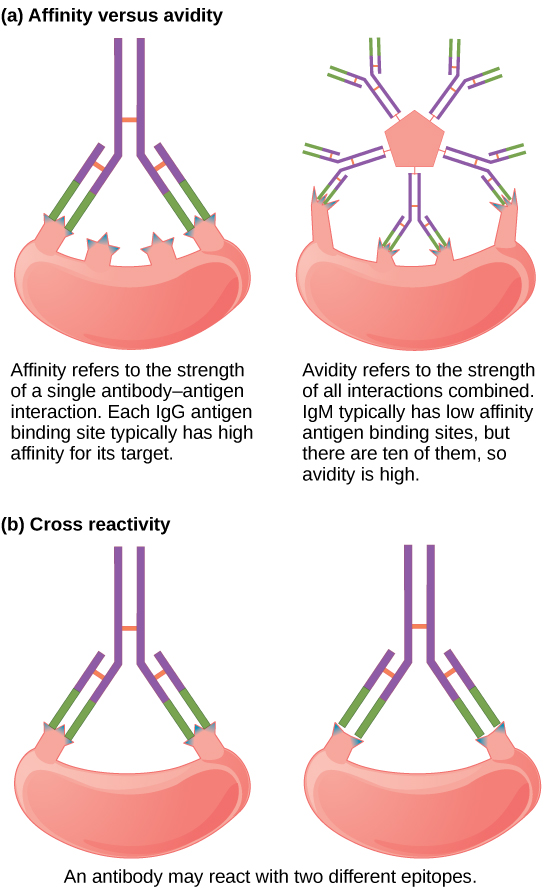 (a) Affinity versus avidity
Affinity refers to the strength
of a single antibody–antigen
interaction. Each IgG antigen
binding site typically has high
affinity for its target.
Avidity refers to the strength
of all interactions combined.
IgM typically has low affinity
antigen binding sites, but
there are ten of them, so
avidity is high.
(b) Cross reactivity
An antibody may react with two different epitopes.